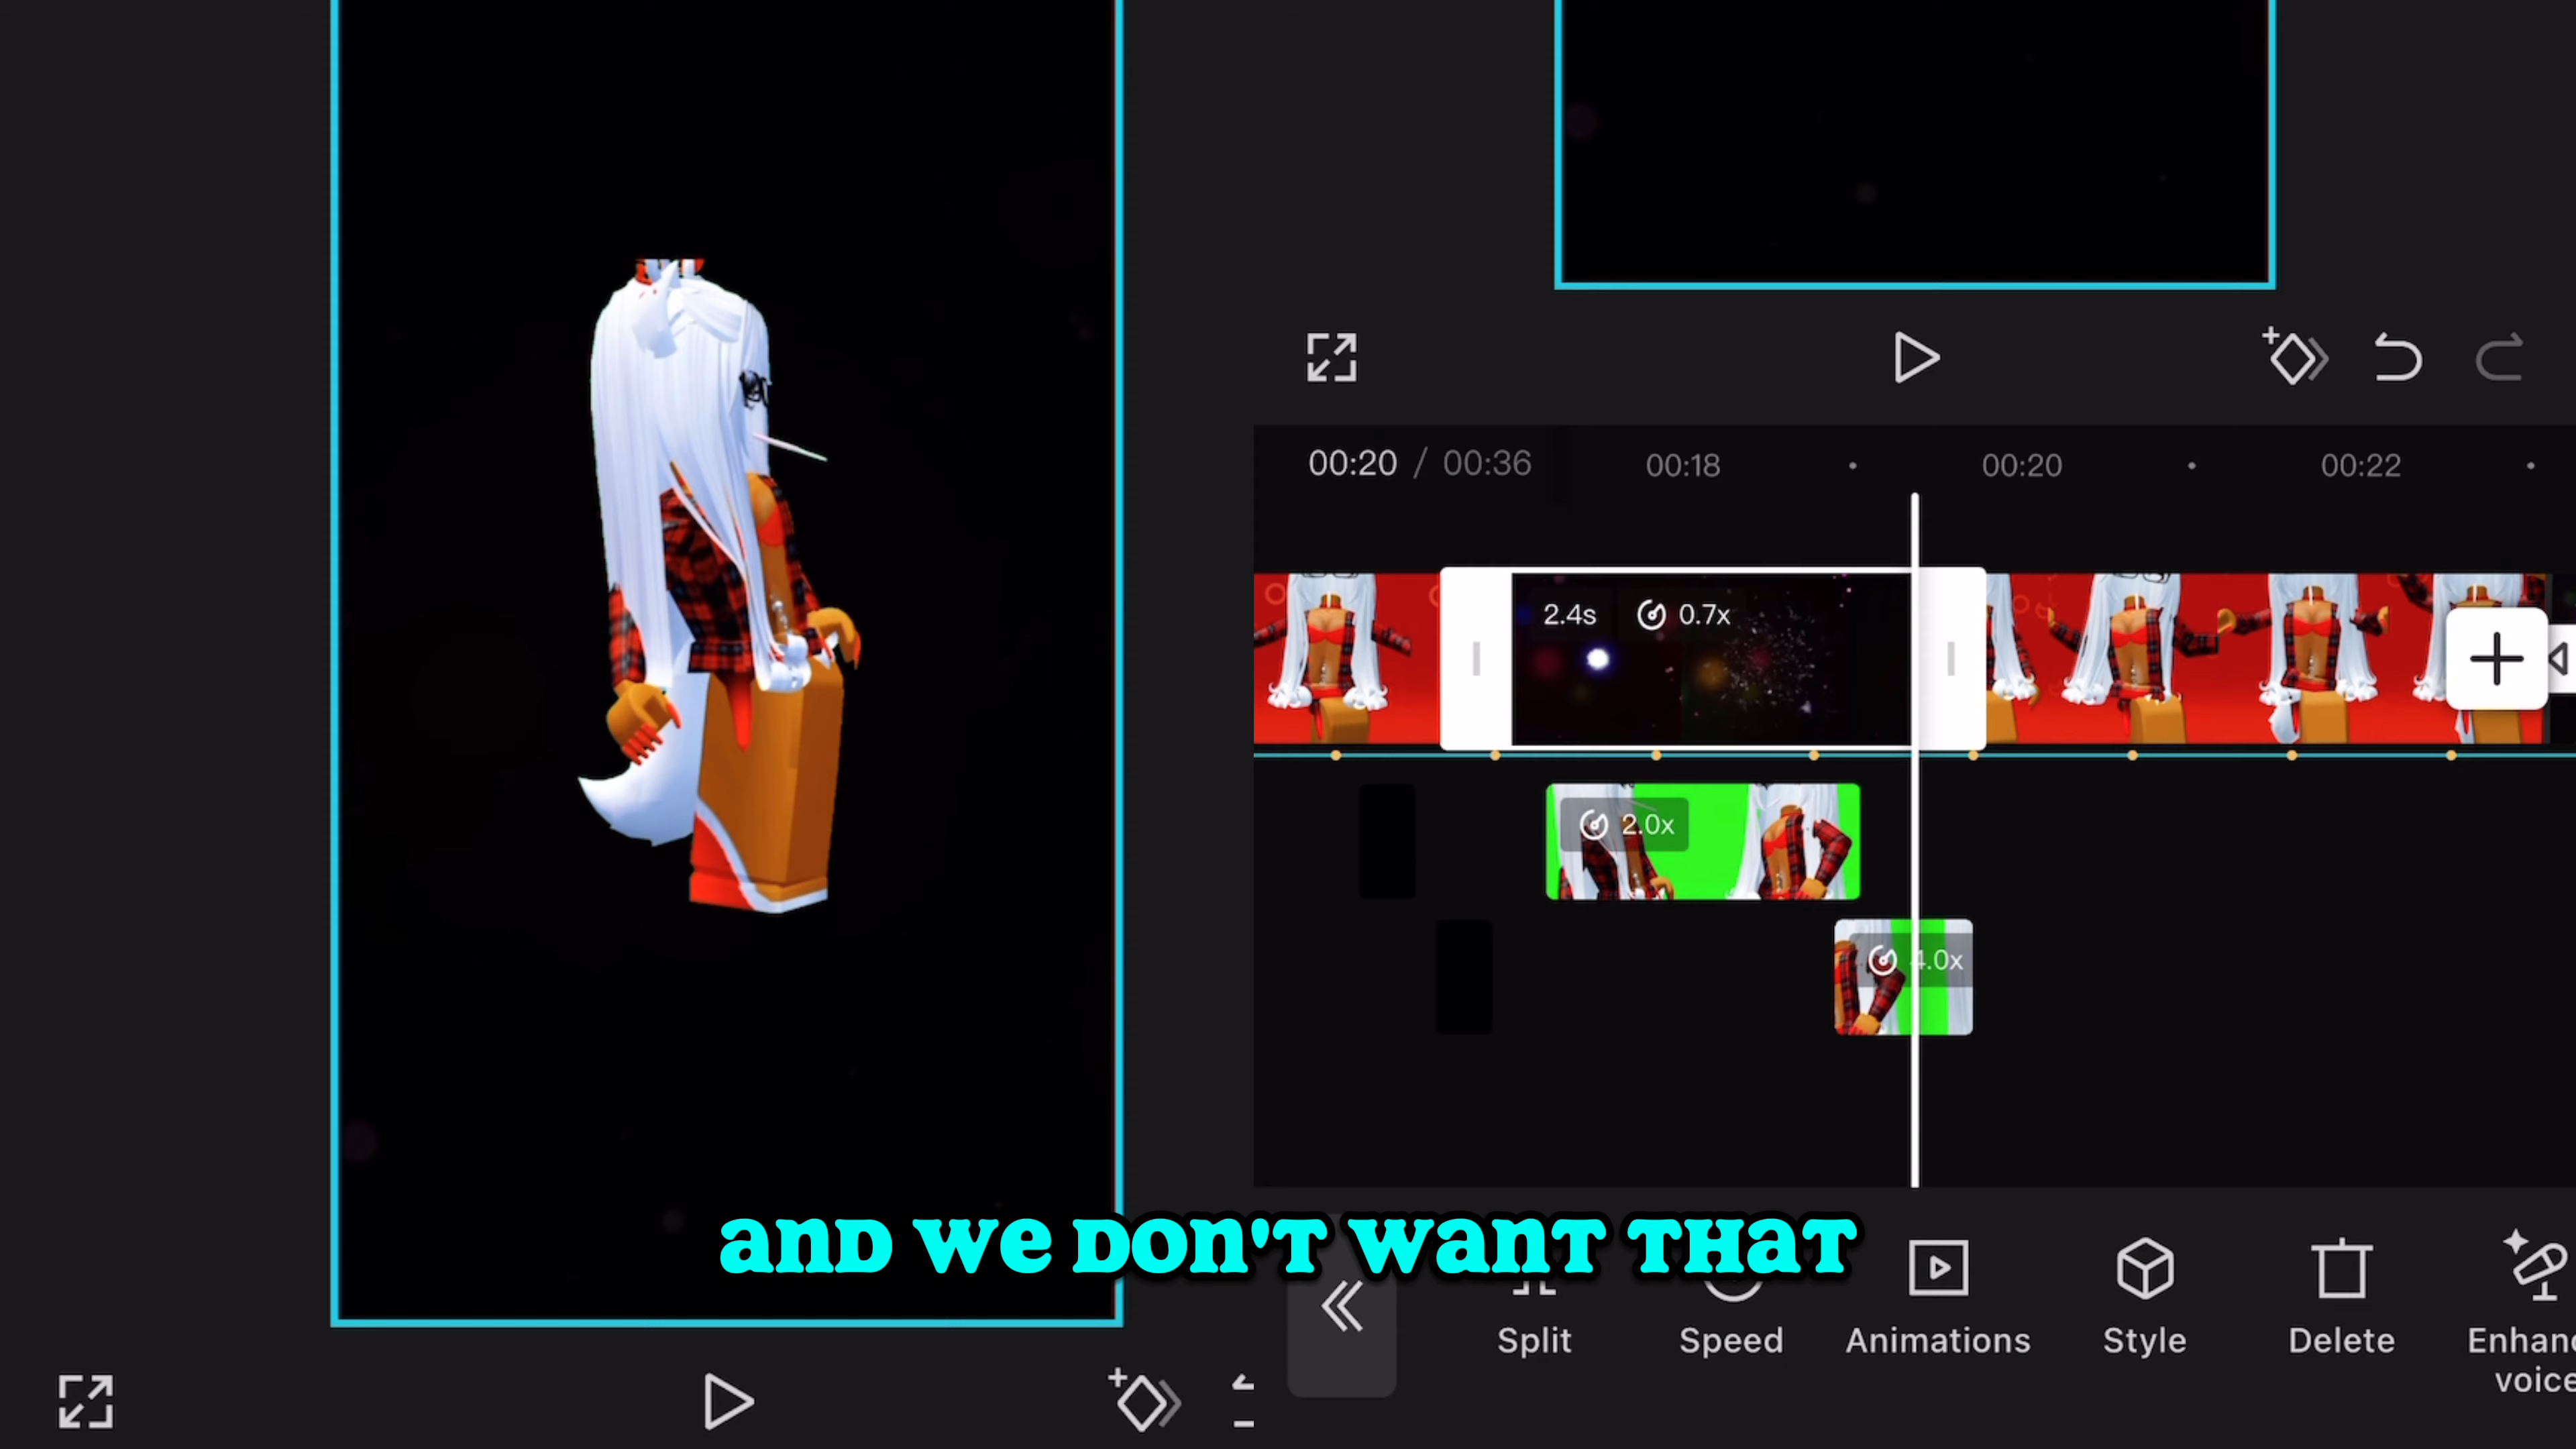 00:20 / 00:36
00:18
00:20
00:22
2.4s
0.7x
2.0x
4.0x
and we don't want that
Split
Speed
Animations
Style
Delete
Enhanc
voice